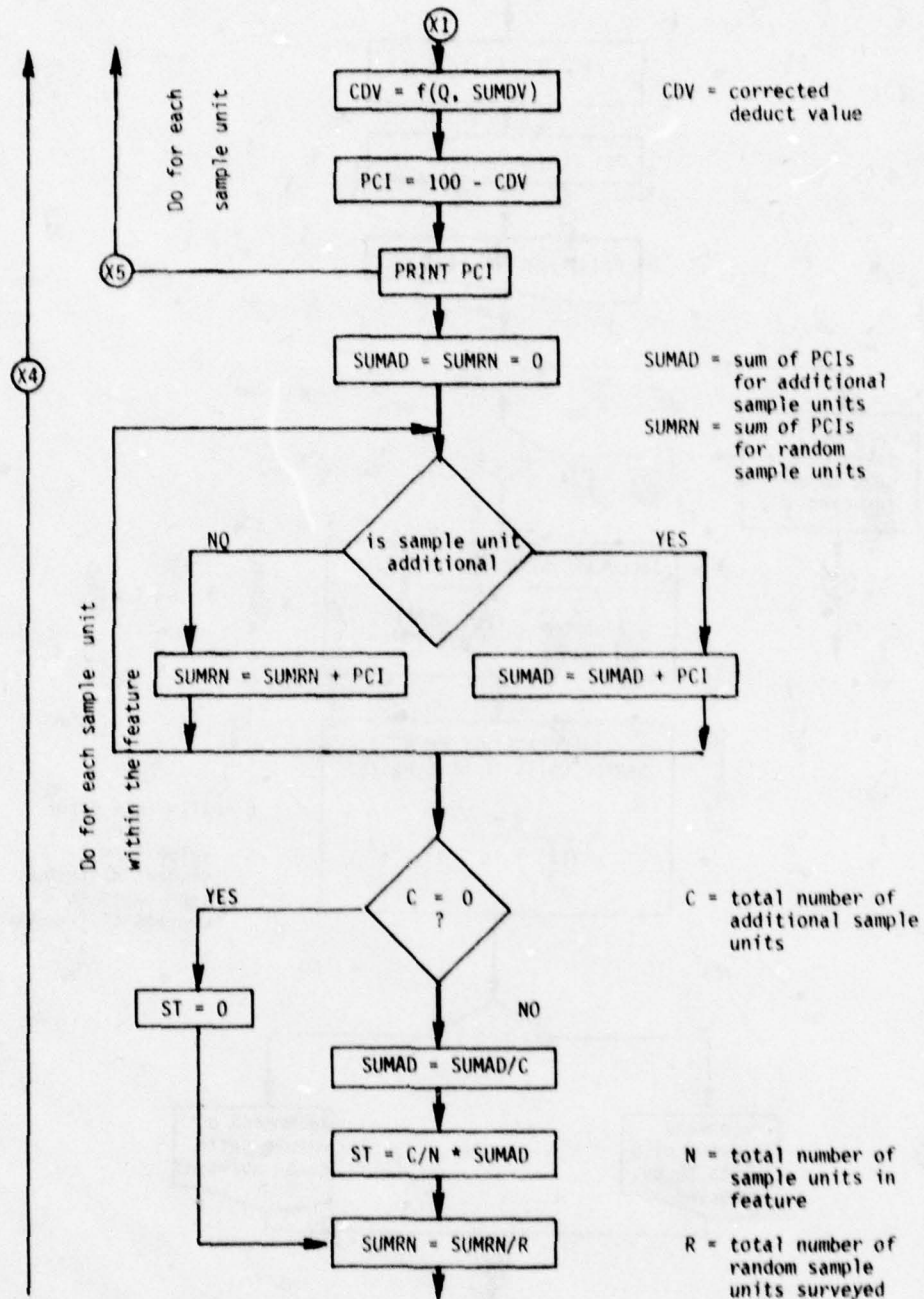 X1
CDV = f(Q, SUMDV)
CDV = corrected
deduct value
Do for each
sample unit
PCI = 100 - CDV
X5
PRINT PCI
X4
SUMAD = SUMRN = 0
SUMAD = sum of PCIs
for additional
sample units
SUMRN = sum of PCIs
for random
sample units
is sample unit
additional
NO
YES
SUMRN = SUMRN + PCI
SUMAD = SUMAD + PCI
Do for each sample unit
within the feature
C = 0
?
YES
C = total number of
additional sample
units
ST = 0
NO
SUMAD = SUMAD/C
ST = C/N * SUMAD
N = total number of
sample units in
feature
SUMRN = SUMRN/R
R = total number of
random sample
units surveyed